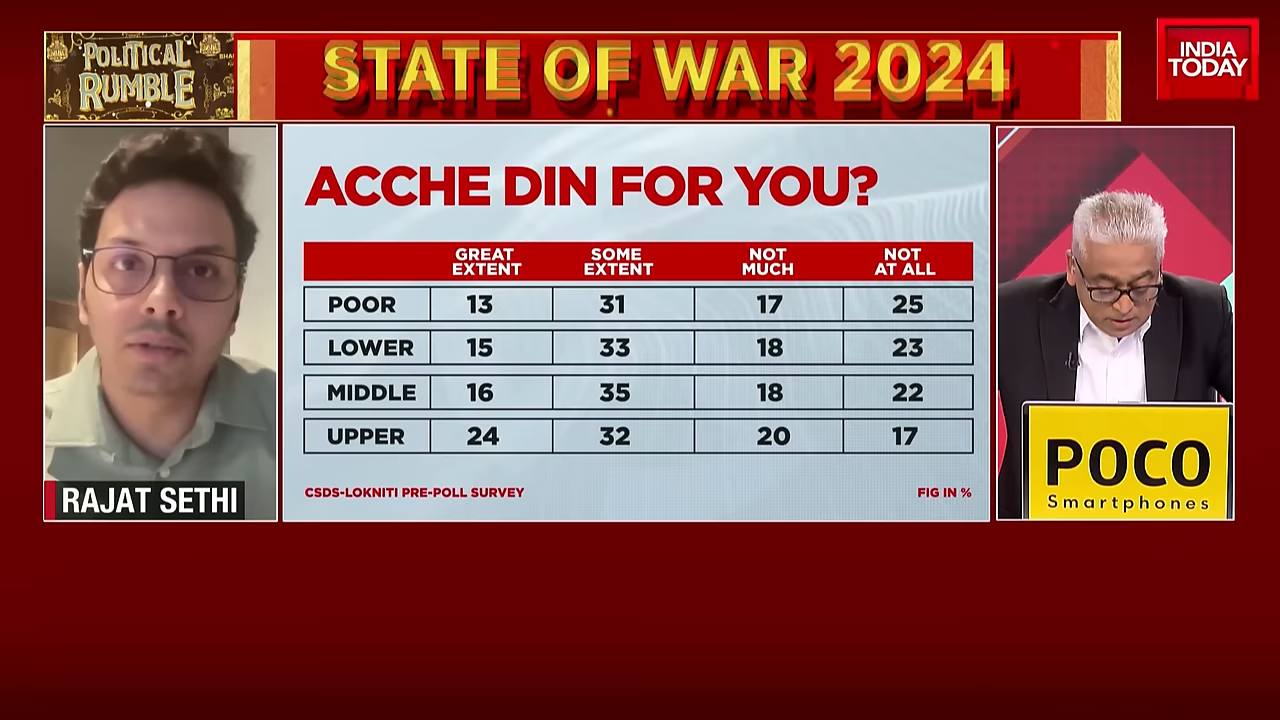 POLITICAL
RUMBLE
STATE OF WAR 2024
INDIA
TODAY
ACCHE DIN FOR YOU?
GREAT EXTENT SOME EXTENT NOT MUCH NOT AT ALL
POOR 13 31 17 25
LOWER 15 33 18 23
MIDDLE 16 35 18 22
UPPER 24 32 20 17
CSDS-LOKNITI PRE-POLL SURVEY FIG IN %
RAJAT SETHI
POCO
Smartphones